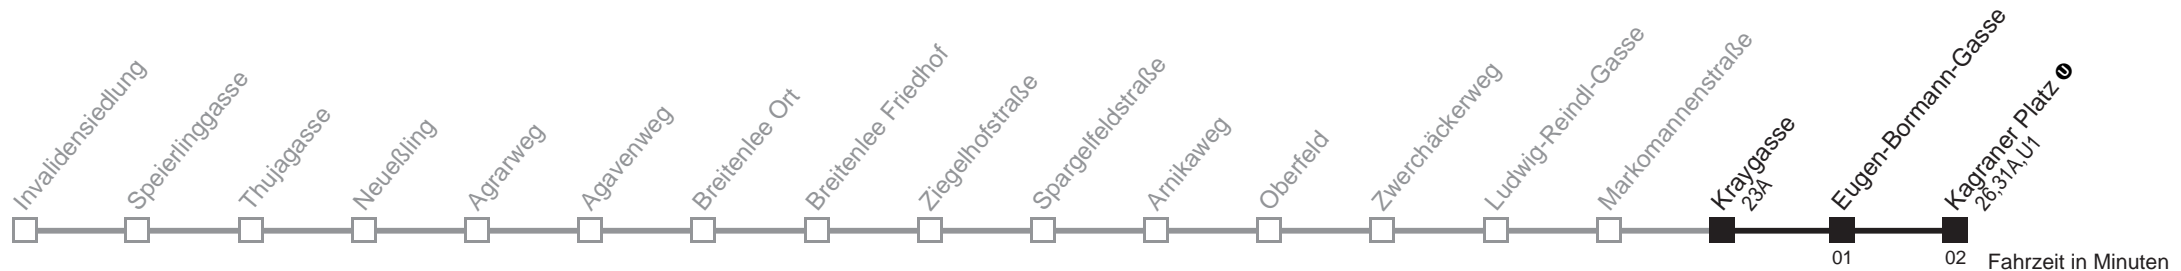 Invalidensiedlung
Speierlinggasse
Thujagasse
Neueßling
Agrarweg
Agavenweg
Breitenlee Ort
Breitenlee Friedhof
Ziegelhofstraße
Spargelfeldstraße
Arnikaweg
Oberfeld
Zwerchäckerweg
Ludwig-Reindl-Gasse
Markomannenstraße
Kraygasse
23A
Eugen-Bormann-Gasse
Kagraner Platz U
26,31A,U1
01
02
Fahrzeit in Minuten